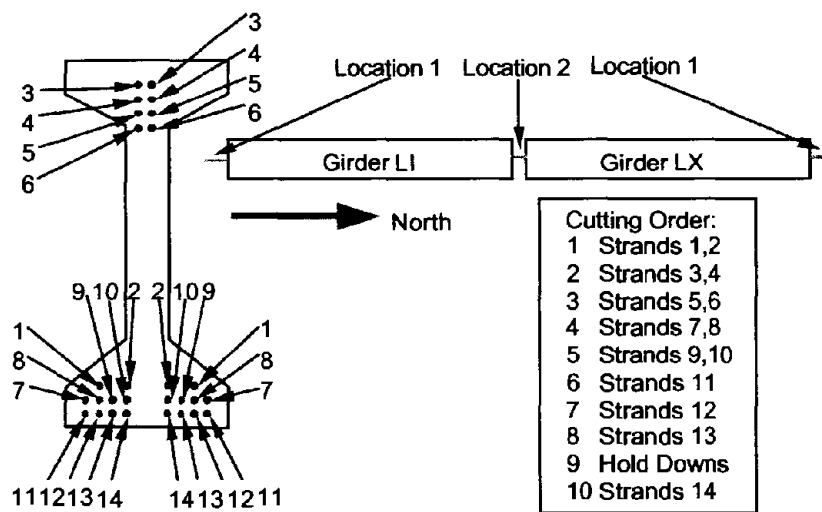 3
4
5
6
3
4
5
6
Location 1 Location 2 Location 1
Girder LI
Girder LX
North
9 10 2 2 10 9
1
8
7
1
8
7
11 12 13 14 14 13 12 11
Cutting Order:
1 Strands 1,2
2 Strands 3,4
3 Strands 5,6
4 Strands 7,8
5 Strands 9,10
6 Strands 11
7 Strands 12
8 Strands 13
9 Hold Downs
10 Strands 14